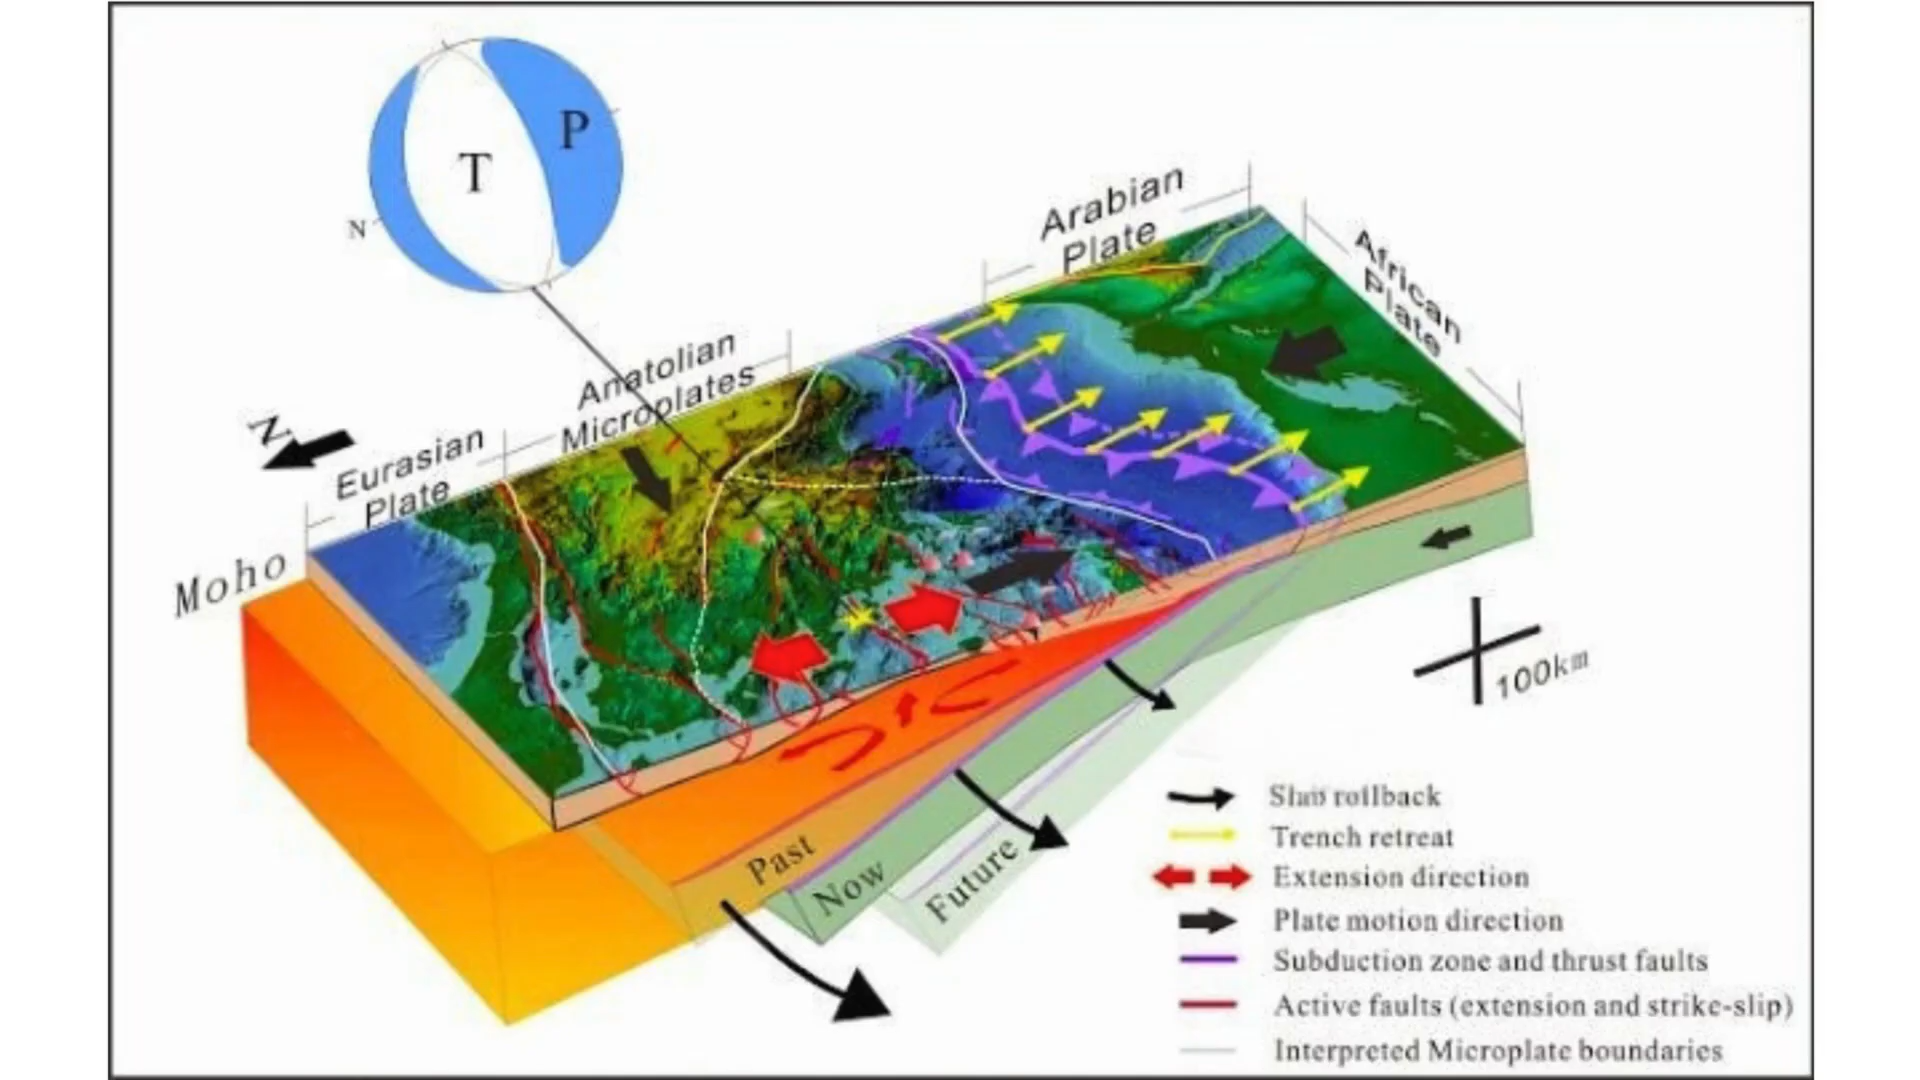 P
T
N
Arabian
Plate
African
Plate
Anatolian
Microplates
N
Eurasian
Plate
Moho
100km
Past
Now
Future
Slab rollback
Trench retreat
Extension direction
Plate motion direction
Subduction zone and thrust faults
Active faults (extension and strike-slip)
Interpreted Microplate boundaries